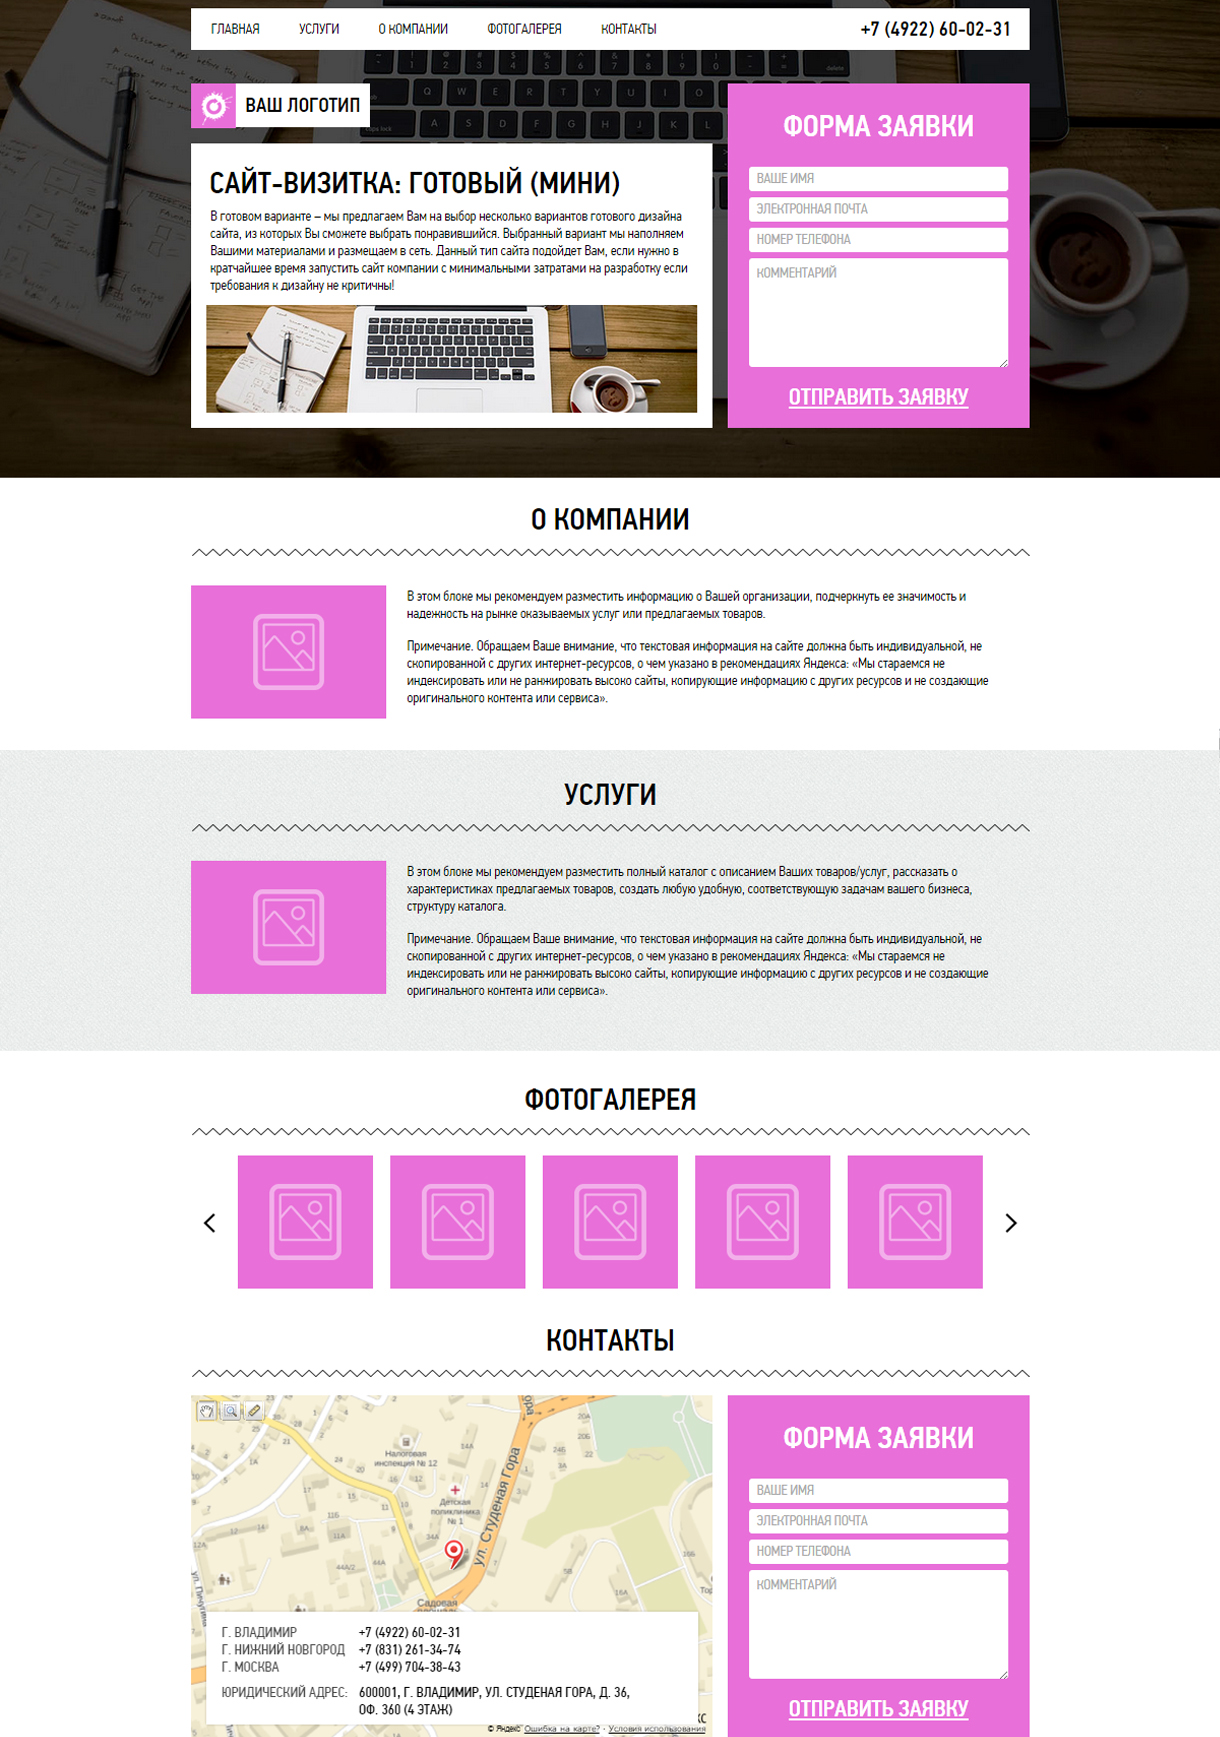 ГЛАВНАЯ УСЛУГИ О КОМПАНИИ ФОТОГАЛЕРЕЯ КОНТАКТЫ +7 (4922) 60-02-31
ВАШ ЛОГОТИП
САЙТ-ВИЗИТКА: ГОТОВЫЙ (МИНИ)
В готовом варианте – мы предлагаем Вам на выбор несколько вариантов готового дизайна
сайта, из которых Вы сможете выбрать понравившийся. Выбранный вариант мы наполняем
Вашими материалами и размещаем в сеть. Данный тип сайта подойдет Вам, если нужно в
кратчайшее время запустить сайт компании с минимальными затратами на разработку если
требования к дизайну не критичны!
ФОРМА ЗАЯВКИ
ВАШЕ ИМЯ
ЭЛЕКТРОННАЯ ПОЧТА
НОМЕР ТЕЛЕФОНА
КОММЕНТАРИЙ
ОТПРАВИТЬ ЗАЯВКУ
О КОМПАНИИ
В этом блоке мы рекомендуем разместить информацию о Вашей организации, подчеркнуть ее значимость и
надежность на рынке оказываемых услуг или предлагаемых товаров.
Примечание. Обращаем Ваше внимание, что текстовая информация на сайте должна быть индивидуальной, не
скопированной с других интернет-ресурсов, о чем указано в рекомендациях Яндекса: «Мы стараемся не
индексировать или не ранжировать высоко сайты, копирующие информацию с других ресурсов и не создающие
оригинального контента или сервиса».
УСЛУГИ
В этом блоке мы рекомендуем разместить полный каталог с описанием Ваших товаров/услуг, рассказать о
характеристиках предлагаемых товаров, создать любую удобную, соответствующую задачам вашего бизнеса,
структуру каталога.
Примечание. Обращаем Ваше внимание, что текстовая информация на сайте должна быть индивидуальной, не
скопированной с других интернет-ресурсов, о чем указано в рекомендациях Яндекса: «Мы стараемся не
индексировать или не ранжировать высоко сайты, копирующие информацию с других ресурсов и не создающие
оригинального контента или сервиса».
ФОТОГАЛЕРЕЯ
КОНТАКТЫ
Налоговая
инспекция № 12
Детская
поликлиника
№ 1
ул. Студеная Гора
ул. Пичугина
Садовая
Г. ВЛАДИМИР +7 (4922) 60-02-31
Г. НИЖНИЙ НОВГОРОД +7 (831) 261-34-74
Г. МОСКВА +7 (499) 704-38-43
ЮРИДИЧЕСКИЙ АДРЕС: 600001, Г. ВЛАДИМИР, УЛ. СТУДЕНАЯ ГОРА, Д. 36,
ОФ. 360 (4 ЭТАЖ)
© Яндекс Ошибка на карте? · Условия использования
ФОРМА ЗАЯВКИ
ВАШЕ ИМЯ
ЭЛЕКТРОННАЯ ПОЧТА
НОМЕР ТЕЛЕФОНА
КОММЕНТАРИЙ
ОТПРАВИТЬ ЗАЯВКУ